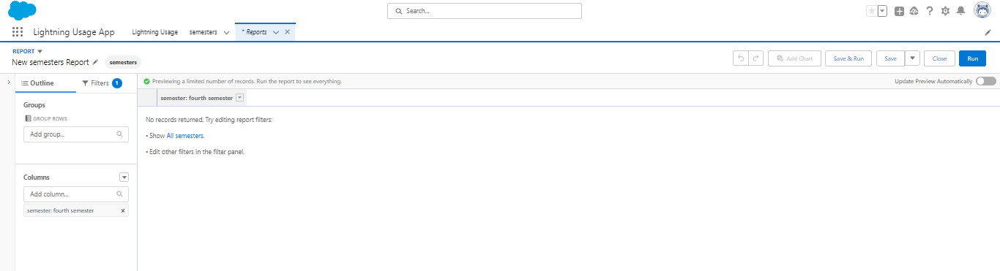 Search...
Lightning Usage App
Lightning Usage
semesters
* Reports
REPORT
New semesters Report
semesters
Add Chart
Save & Run
Save
Close
Run
Outline
Filters 1
Previewing a limited number of records. Run the report to see everything.
Update Preview Automatically
semester: fourth semester
Groups
GROUP ROWS
Add group...
No records returned. Try editing report filters:
• Show All semesters.
• Edit other filters in the filter panel.
Columns
Add column...
semester: fourth semester